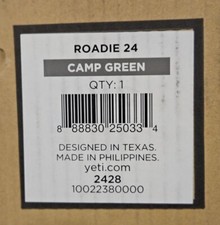 ROADIE 24
CAMP GREEN
QTY: 1
8 88830 25033 4
DESIGNED IN TEXAS.
MADE IN PHILIPPINES.
yeti.com
2428
10022380000